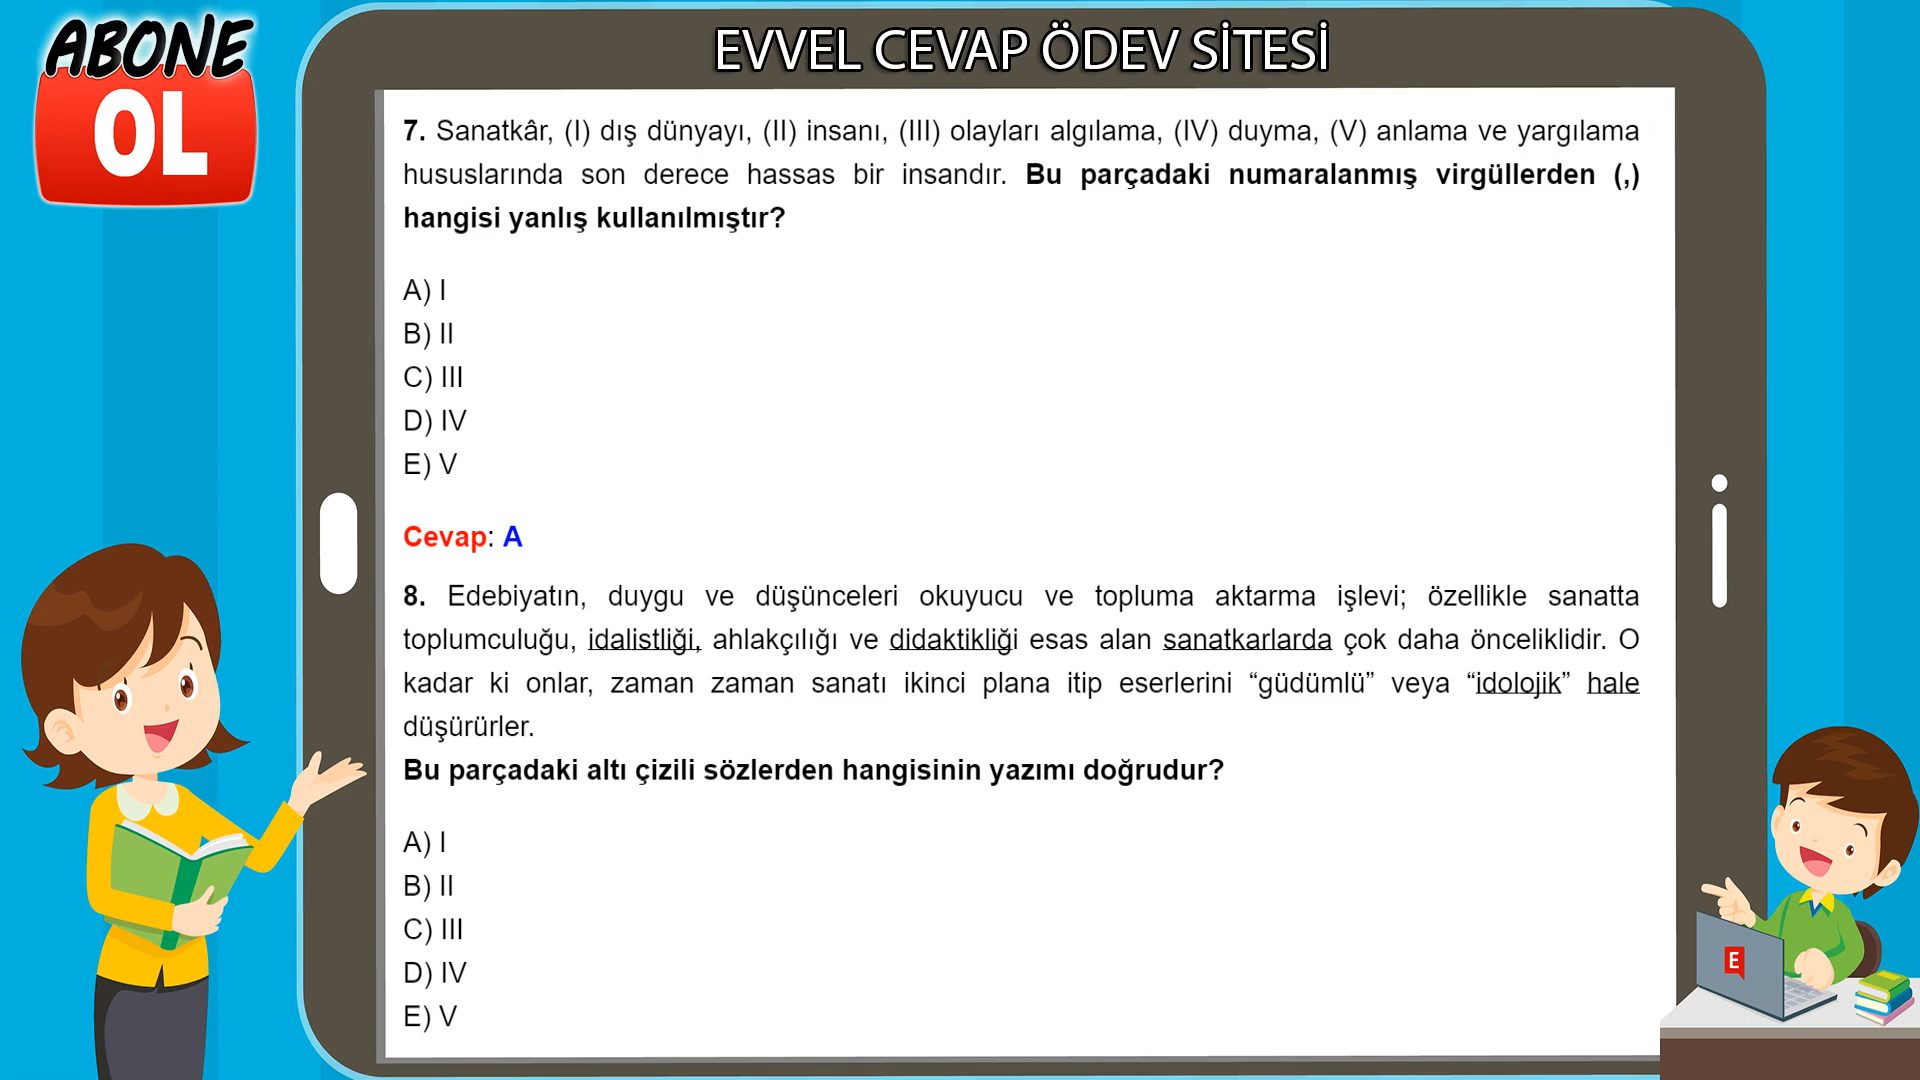 ABONE
OL
EVVEL CEVAP ÖDEV SİTESİ
7. Sanatkâr, (I) dış dünyayı, (II) insanı, (III) olayları algılama, (IV) duyma, (V) anlama ve yargılama
hususlarında son derece hassas bir insandır. Bu parçadaki numaralanmış virgüllerden (,)
hangisi yanlış kullanılmıştır?
A) I
B) II
C) III
D) IV
E) V
Cevap: A
8. Edebiyatın, duygu ve düşünceleri okuyucu ve topluma aktarma işlevi; özellikle sanatta
toplumculuğu, idalistliği, ahlakçılığı ve didaktikliği esas alan sanatkarlarda çok daha önceliklidir. O
kadar ki onlar, zaman zaman sanatı ikinci plana itip eserlerini “güdümlü” veya “idolojik” hale
düşürürler.
Bu parçadaki altı çizili sözlerden hangisinin yazımı doğrudur?
A) I
B) II
C) III
D) IV
E) V
E